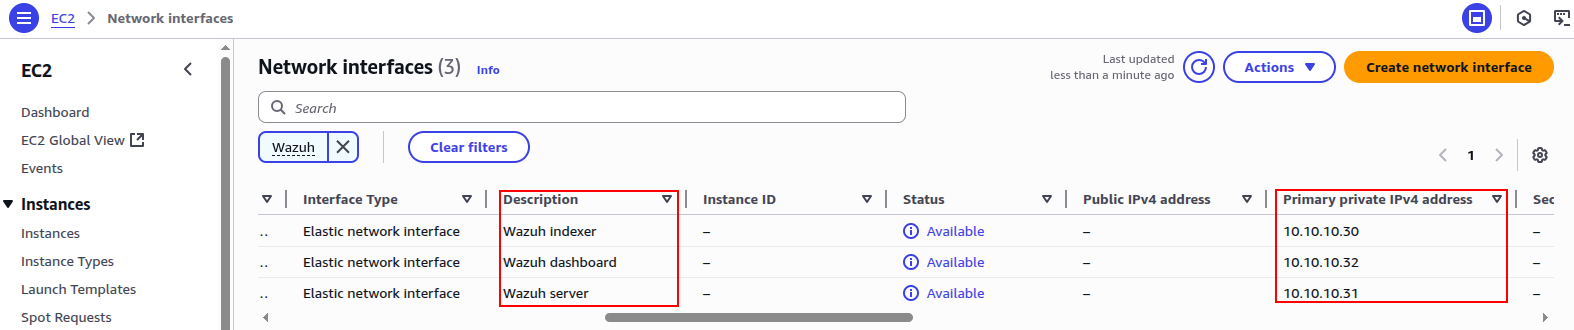 EC2 > Network interfaces
EC2
Dashboard
EC2 Global View
Events
Instances
Instances
Instance Types
Launch Templates
Spot Requests
Network interfaces (3) Info
Last updated
less than a minute ago
Actions
Create network interface
Search
Wazuh
Clear filters
1
Interface Type Description Instance ID Status Public IPv4 address Primary private IPv4 address Sec
.. Elastic network interface Wazuh indexer – Available – 10.10.10.30 –
.. Elastic network interface Wazuh dashboard – Available – 10.10.10.32 –
.. Elastic network interface Wazuh server – Available – 10.10.10.31 –